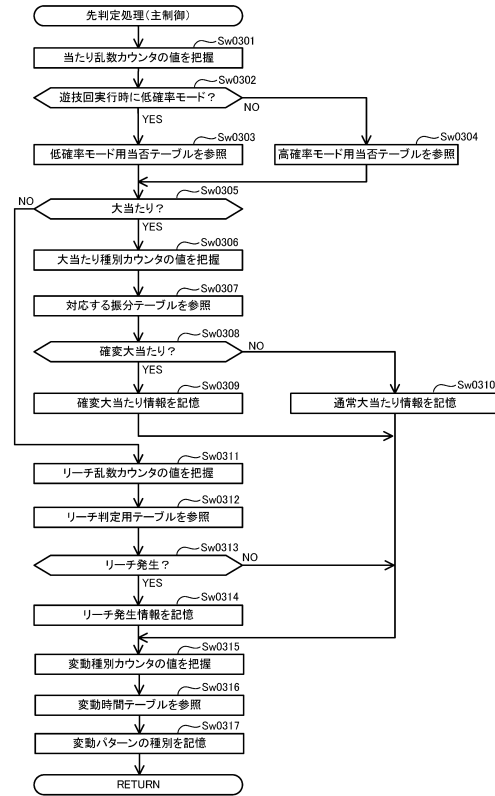 先判定処理(主制御)
Sw0301
当たり乱数カウンタの値を把握
Sw0302
遊技回実行時に低確率モード?
NO
YES
Sw0303
低確率モード用当否テーブルを参照
Sw0304
高確率モード用当否テーブルを参照
Sw0305
NO
大当たり?
YES
Sw0306
大当たり種別カウンタの値を把握
Sw0307
対応する振分テーブルを参照
Sw0308
確変大当たり?
NO
YES
Sw0309
確変大当たり情報を記憶
Sw0310
通常大当たり情報を記憶
Sw0311
リーチ乱数カウンタの値を把握
Sw0312
リーチ判定用テーブルを参照
Sw0313
リーチ発生?
NO
YES
Sw0314
リーチ発生情報を記憶
Sw0315
変動種別カウンタの値を把握
Sw0316
変動時間テーブルを参照
Sw0317
変動パターンの種別を記憶
RETURN